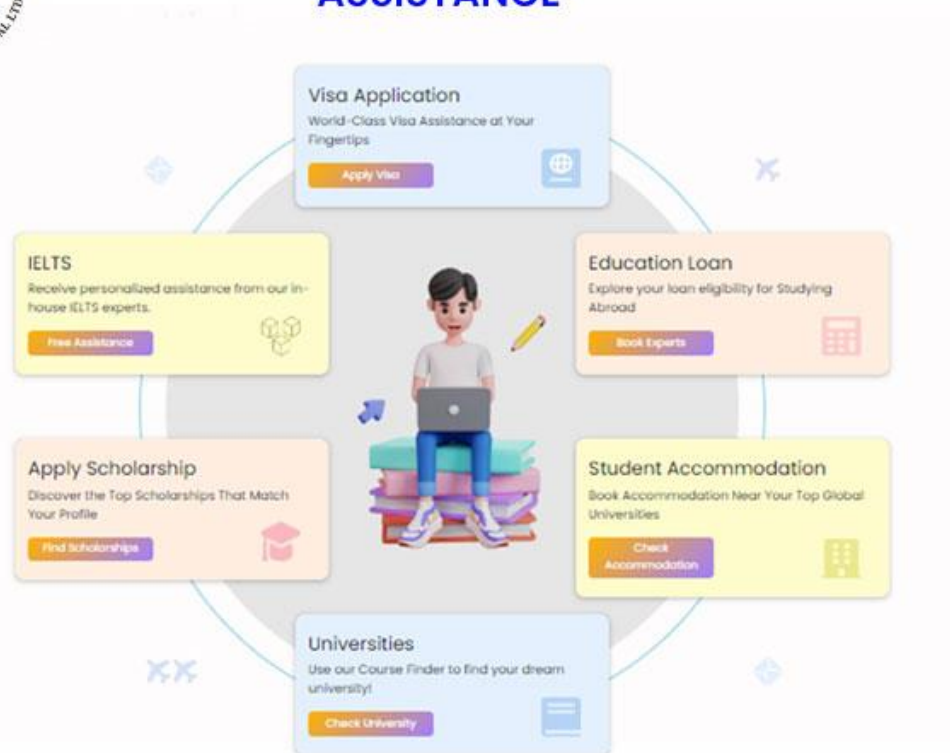 ASSISTANCE
AL LTD
Visa Application
World-Class Visa Assistance at Your
Fingertips
Apply Visa
IELTS
Receive personalized assistance from our in-
house IELTS experts.
Free Assistance
Education Loan
Explore your loan eligibility for Studying
Abroad
Book Experts
Apply Scholarship
Discover the Top Scholarships That Match
Your Profile
Find Scholarships
Student Accommodation
Book Accommodation Near Your Top Global
Universities
Check
Accommodation
Universities
Use our Course Finder to find your dream
university!
Check University